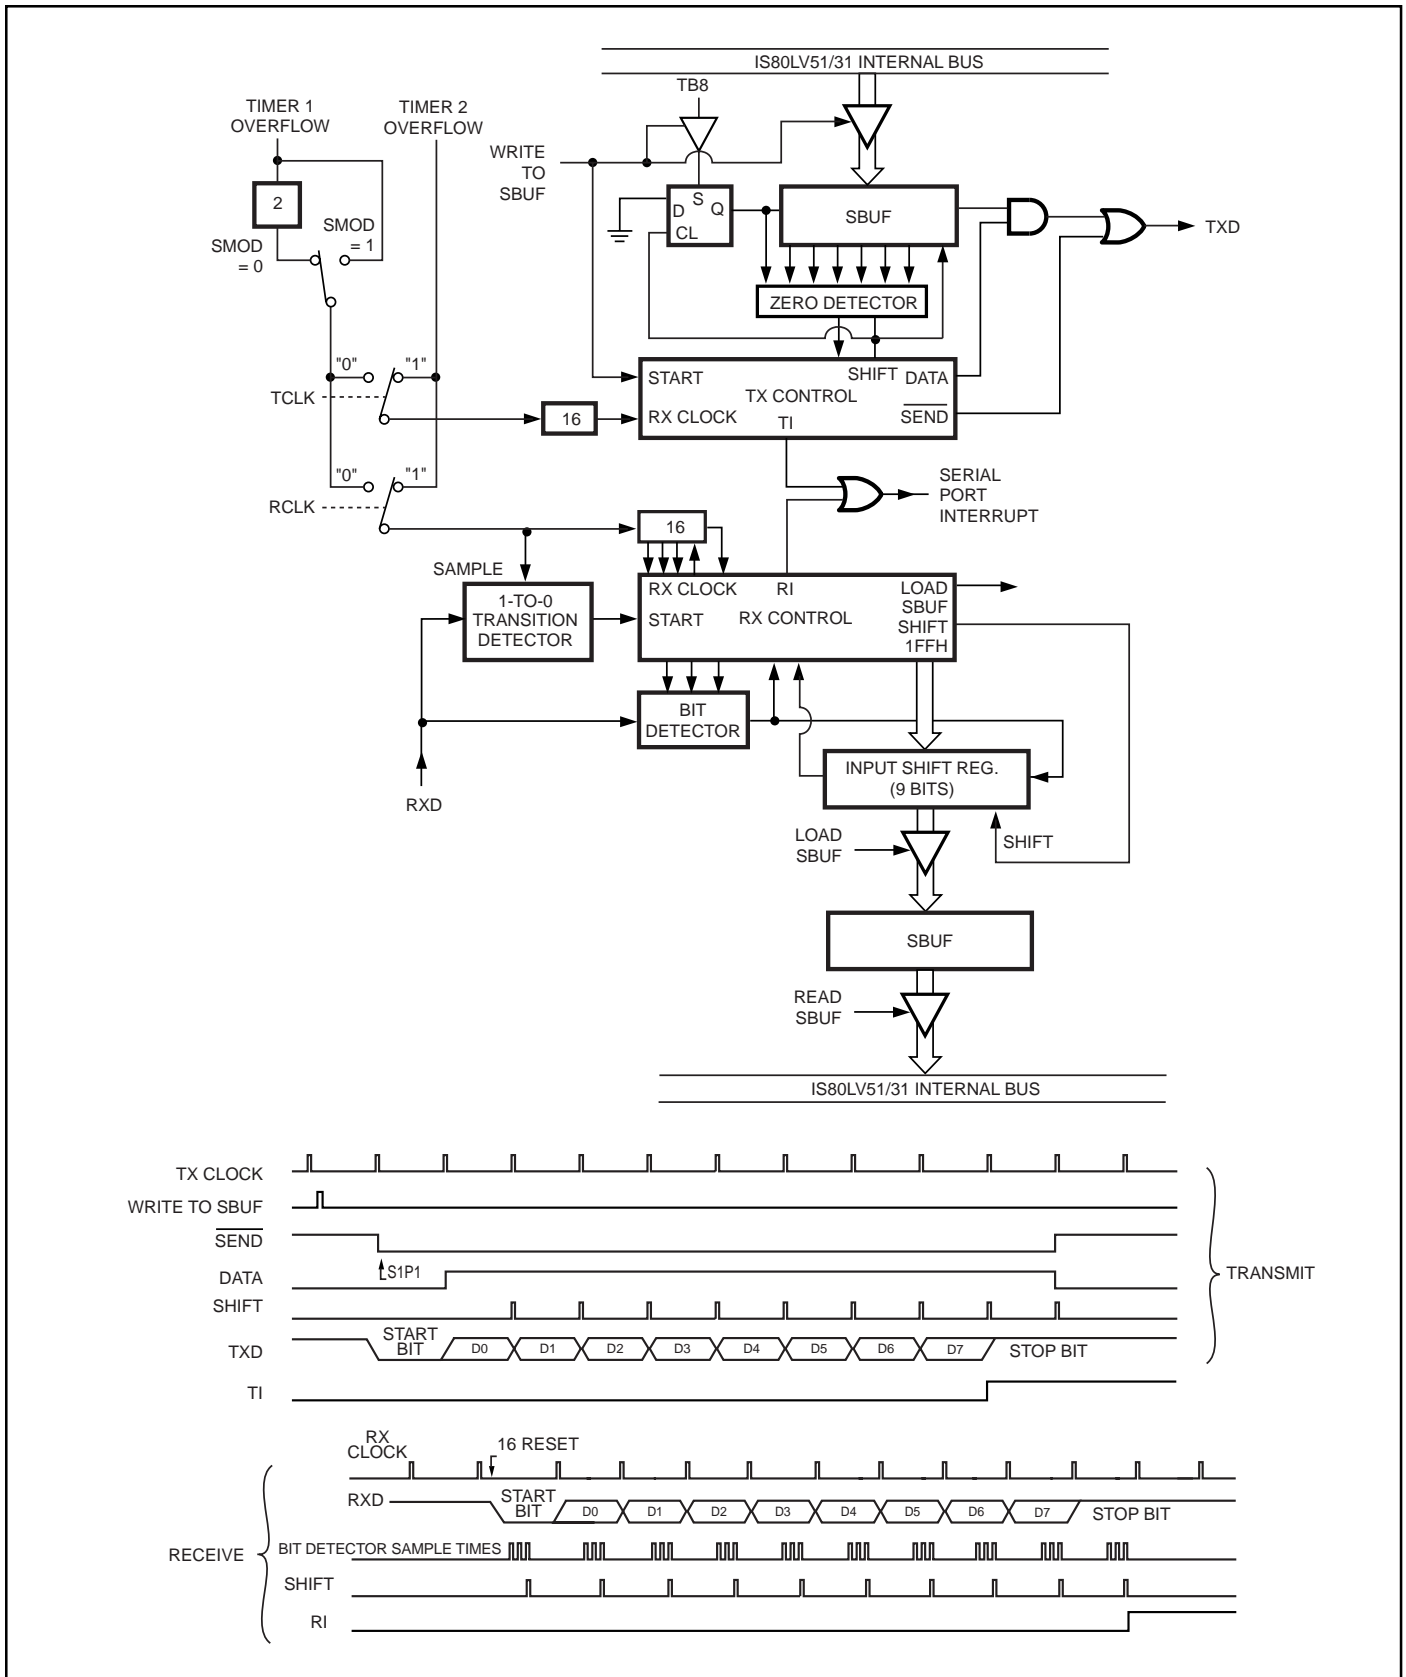 IS80LV51/31 INTERNAL BUS
TB8
TIMER 1
OVERFLOW
TIMER 2
OVERFLOW
WRITE
TO
SBUF
2
S
D
Q
CL
SBUF
TXD
SMOD
= 1
SMOD
= 0
ZERO DETECTOR
"0"
"1"
TCLK
START
SHIFT
DATA
TX CONTROL
16
RX CLOCK
TI
SEND
"0"
"1"
RCLK
SERIAL
PORT
INTERRUPT
16
SAMPLE
1-TO-0
TRANSITION
DETECTOR
RX CLOCK
RI
START
RX CONTROL
LOAD
SBUF
SHIFT
1FFH
BIT
DETECTOR
RXD
INPUT SHIFT REG.
(9 BITS)
LOAD
SBUF
SHIFT
SBUF
READ
SBUF
IS80LV51/31 INTERNAL BUS
TX CLOCK
WRITE TO SBUF
SEND
S1P1
DATA
TRANSMIT
SHIFT
TXD
START
BIT
D0
D1
D2
D3
D4
D5
D6
D7
STOP BIT
TI
RX
CLOCK
16 RESET
RXD
START
BIT
D0
D1
D2
D3
D4
D5
D6
D7
STOP BIT
RECEIVE
BIT DETECTOR SAMPLE TIMES
SHIFT
RI